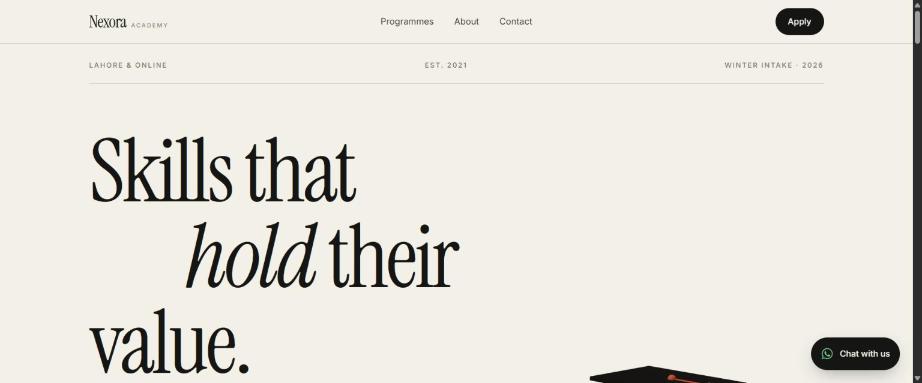 Nexora ACADEMY
Programmes About Contact
Apply
LAHORE & ONLINE
EST. 2021
WINTER INTAKE · 2026
Skills that
hold their
value.
Chat with us